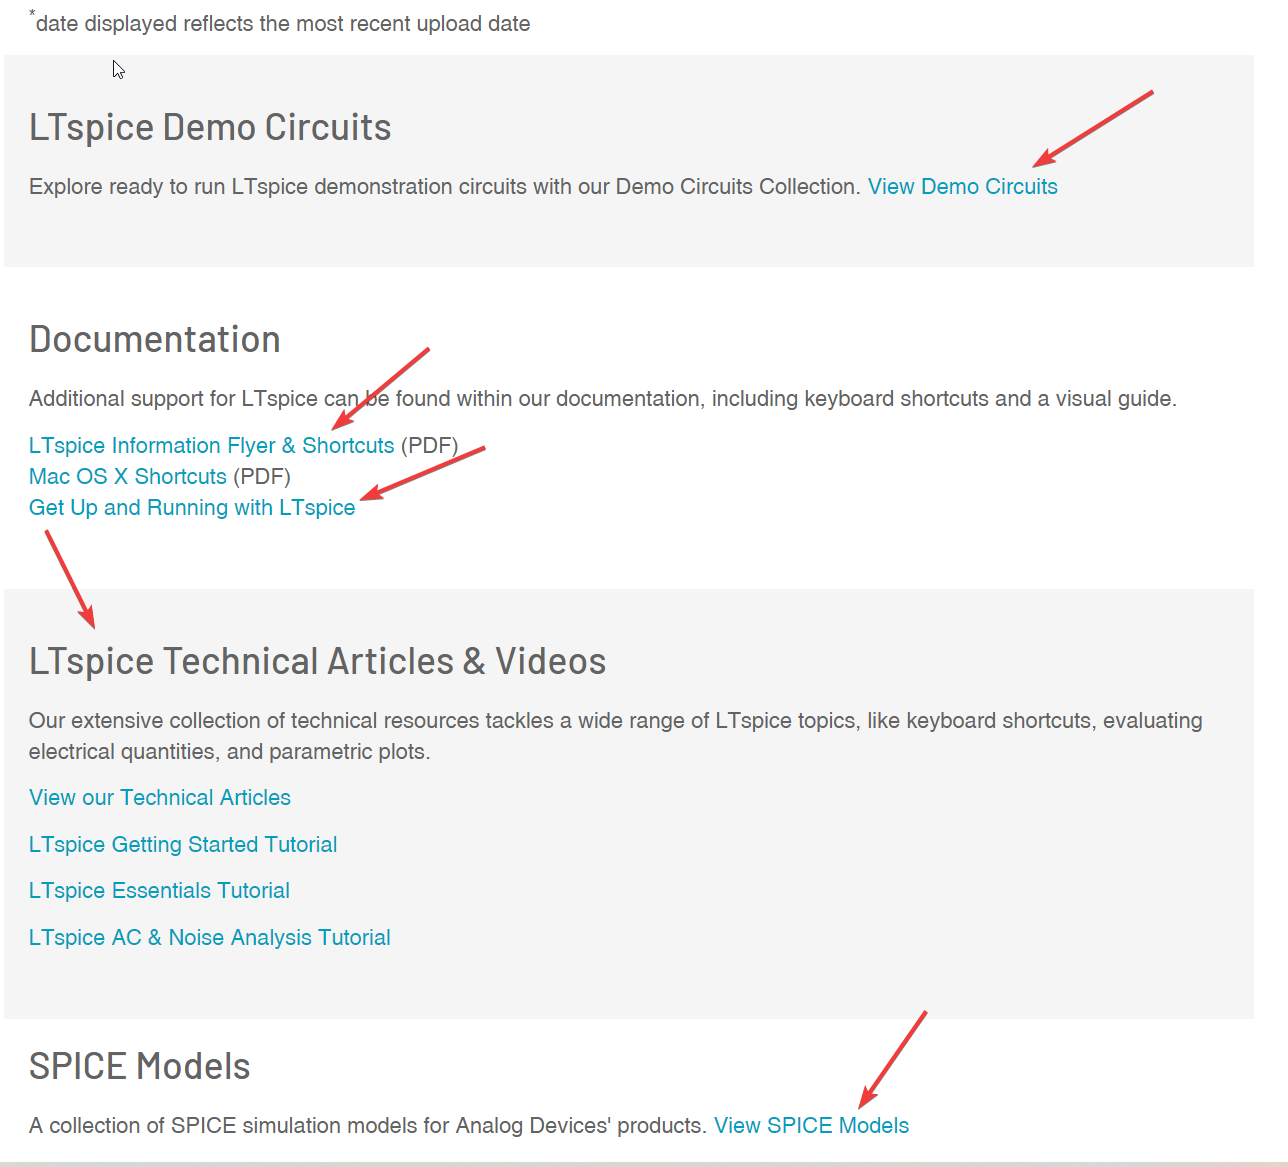 *date displayed reflects the most recent upload date
LTspice Demo Circuits
Explore ready to run LTspice demonstration circuits with our Demo Circuits Collection. View Demo Circuits
Documentation
Additional support for LTspice can be found within our documentation, including keyboard shortcuts and a visual guide.
LTspice Information Flyer & Shortcuts (PDF)
Mac OS X Shortcuts (PDF)
Get Up and Running with LTspice
LTspice Technical Articles & Videos
Our extensive collection of technical resources tackles a wide range of LTspice topics, like keyboard shortcuts, evaluating
electrical quantities, and parametric plots.
View our Technical Articles
LTspice Getting Started Tutorial
LTspice Essentials Tutorial
LTspice AC & Noise Analysis Tutorial
SPICE Models
A collection of SPICE simulation models for Analog Devices' products. View SPICE Models